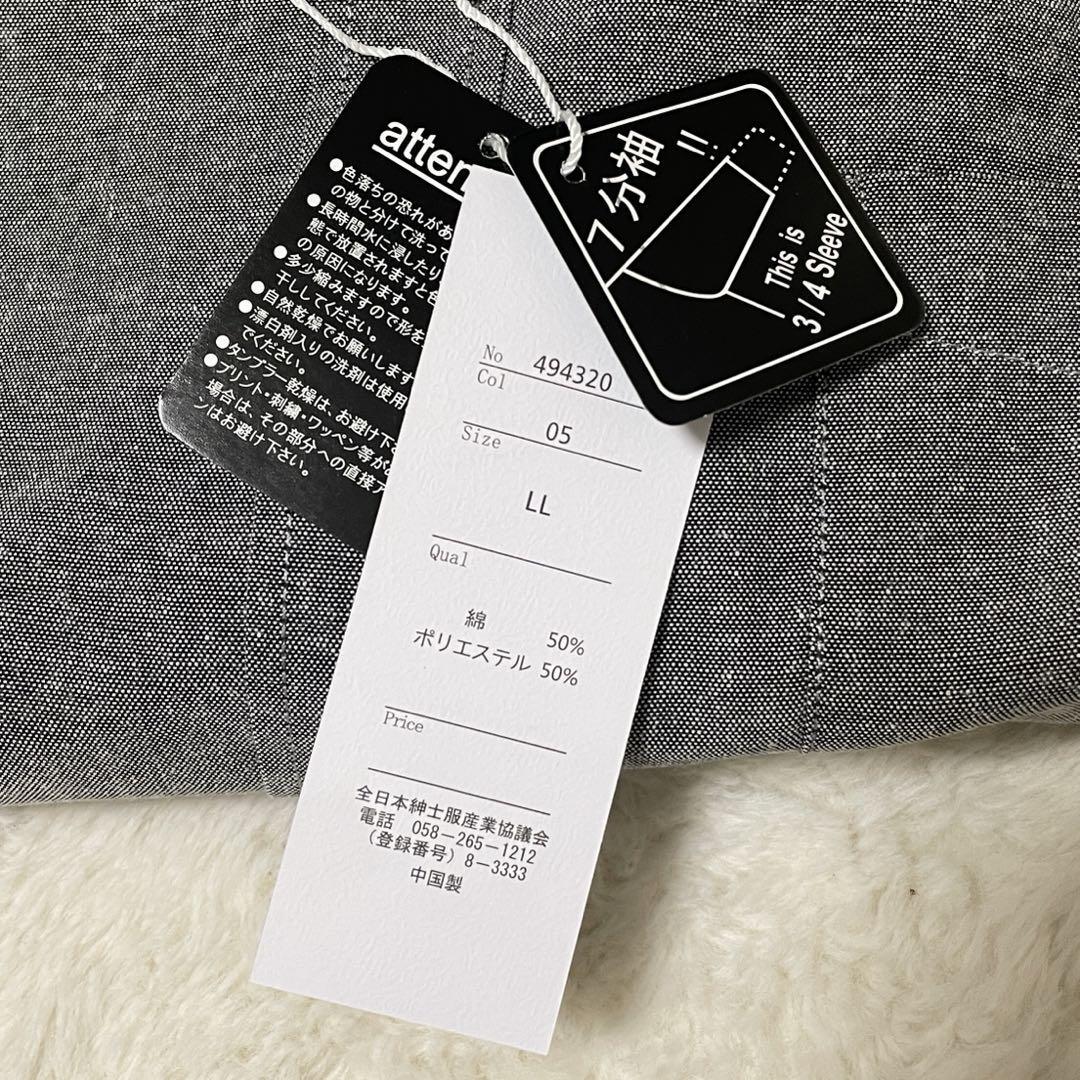 ●色落ちの恐れがあ
の物と分けて洗って
●長時間水に浸したり
態で放置されますと色
の原因になります。
●多少縮みますので形を
干ししてください。
●自然乾燥でお願いします
●漂白剤入りの洗剤は使用
でください。
●タンブラー乾燥は、お避け下さ
●プリント・刺繍・ワッペン等があ
場合は、その部分への直接ア
ンはお避け下さい。
7分袖!!
This is
3/4 Sleeve
No 494320
Col 05
Size
LL
Qual
綿 50%
ポリエステル 50%
Price
全日本紳士服産業協議会
電話 058-265-1212
(登録番号)8-3333
中国製